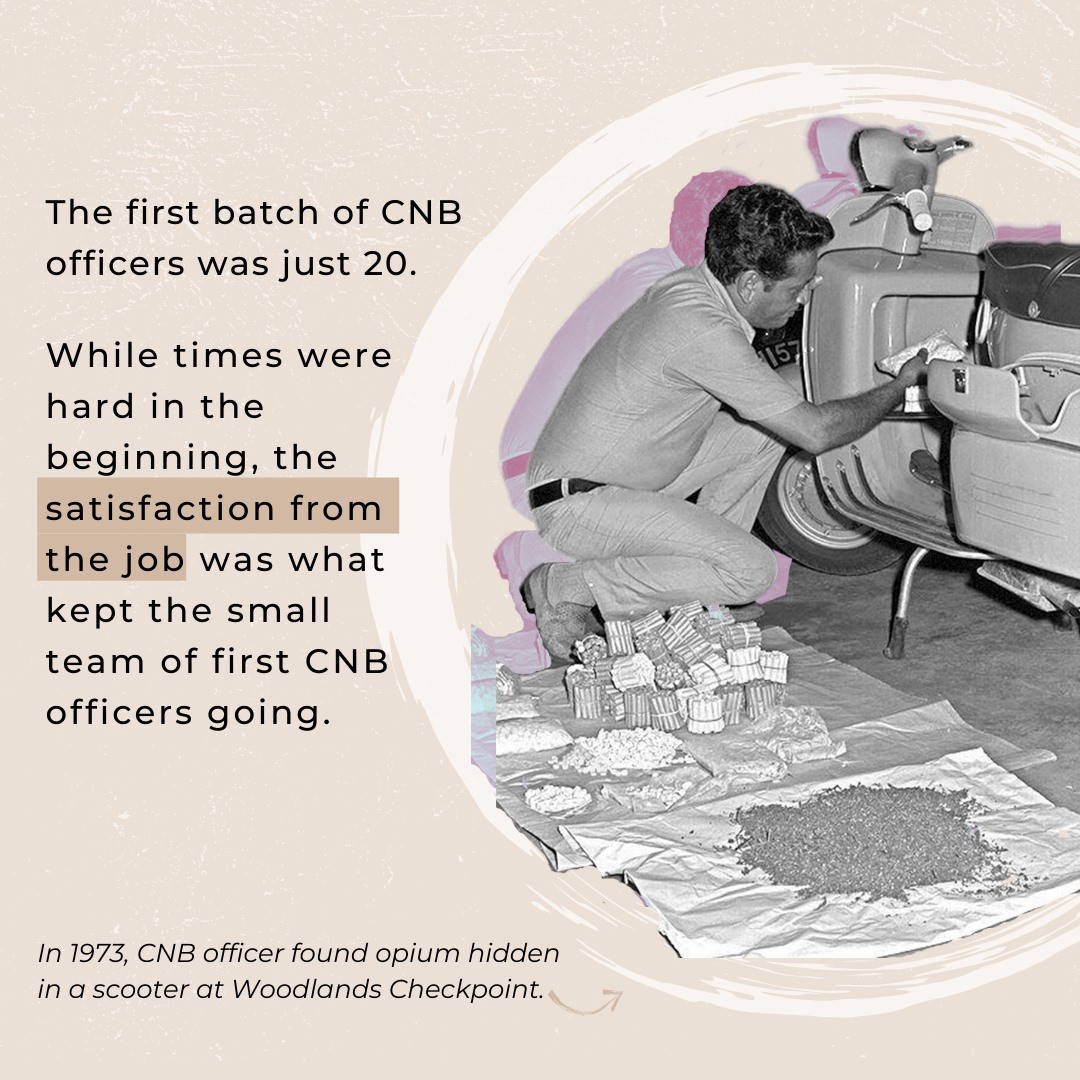 The first batch of CNB
officers was just 20.
While times were
hard in the
beginning, the
satisfaction from
the job was what
kept the small
team of first CNB
officers going.
157
In 1973, CNB officer found opium hidden
in a scooter at Woodlands Checkpoint.